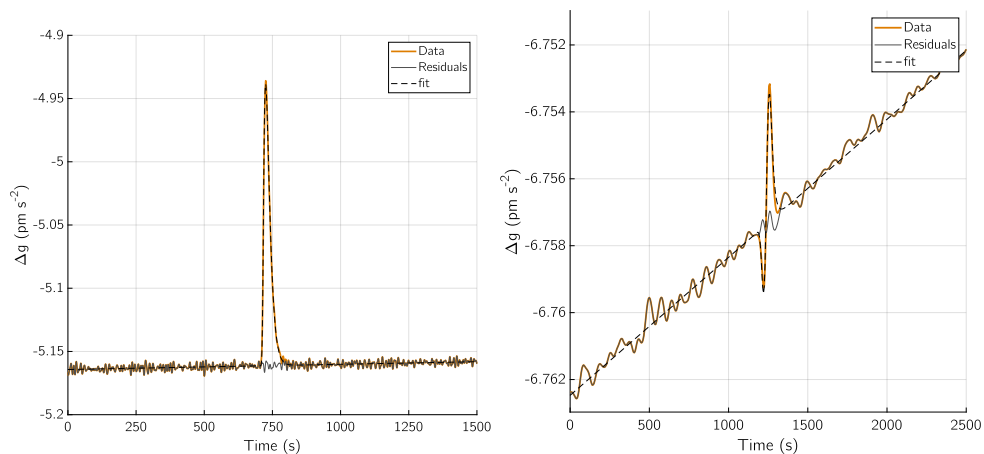 -4.9
-4.95
-5
-5.05
-5.1
-5.15
-5.2
0
250
500
750
1000
1250
1500
Time (s)
Δg (pm s⁻²)
Data
Residuals
fit
-6.752
-6.754
-6.756
-6.758
-6.76
-6.762
0
500
1000
1500
2000
2500
Time (s)
Δg (pm s⁻²)
Data
Residuals
fit